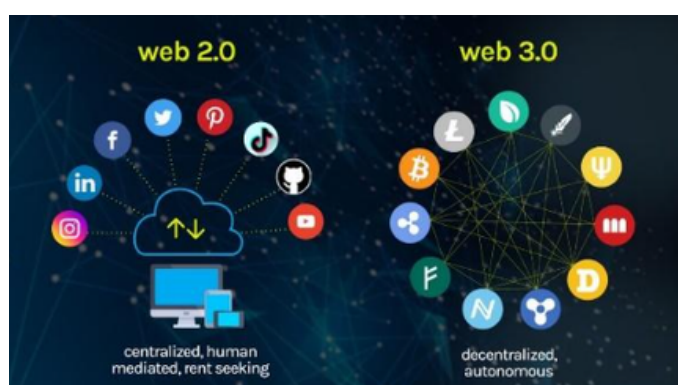 web 2.0
web 3.0
centralized, human
mediated, rent seeking
decentralized,
autonomous